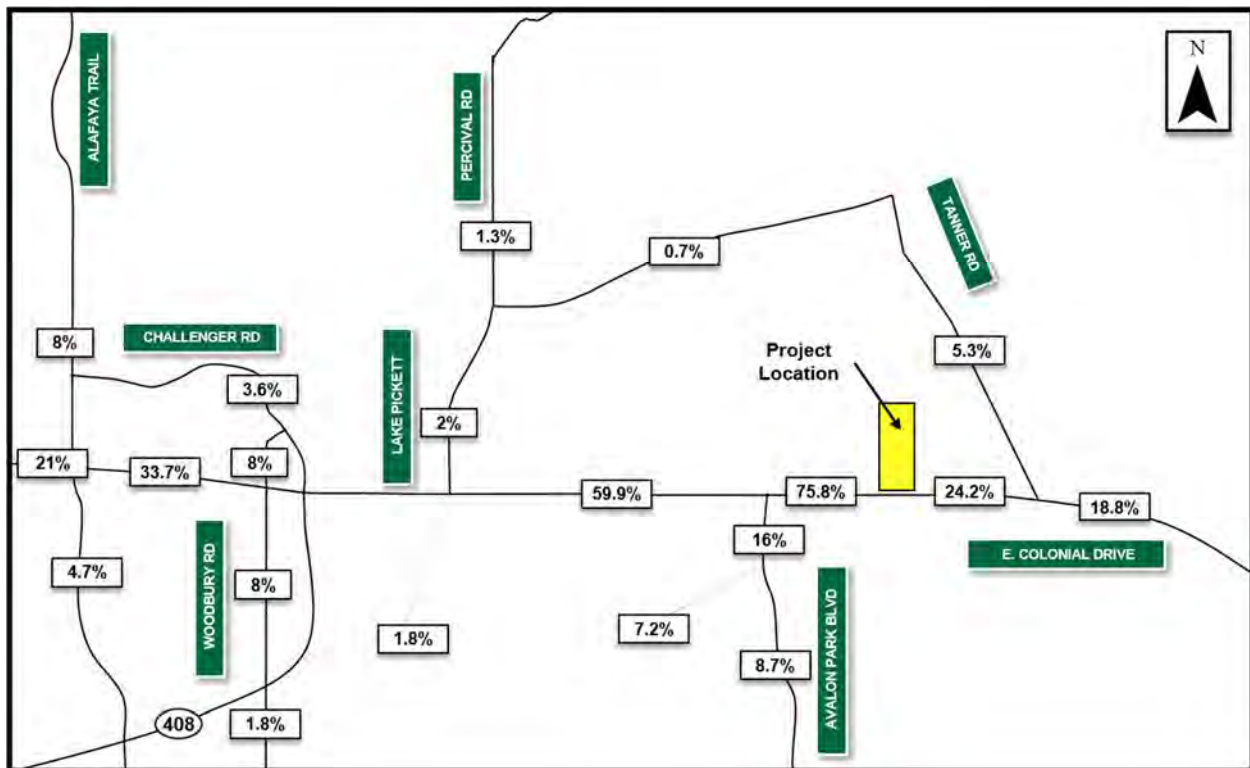 N
ALAFAYA TRAIL
PERCIVAL RD
TANNER RD
1.3%
0.7%
8%
CHALLENGER RD
3.6%
LAKE PICKETT
2%
Project
Location
5.3%
21%
33.7%
8%
59.9%
75.8%
24.2%
18.8%
16%
E. COLONIAL DRIVE
4.7%
WOODBURY RD
8%
1.8%
7.2%
8.7%
AVALON PARK BLVD
408
1.8%